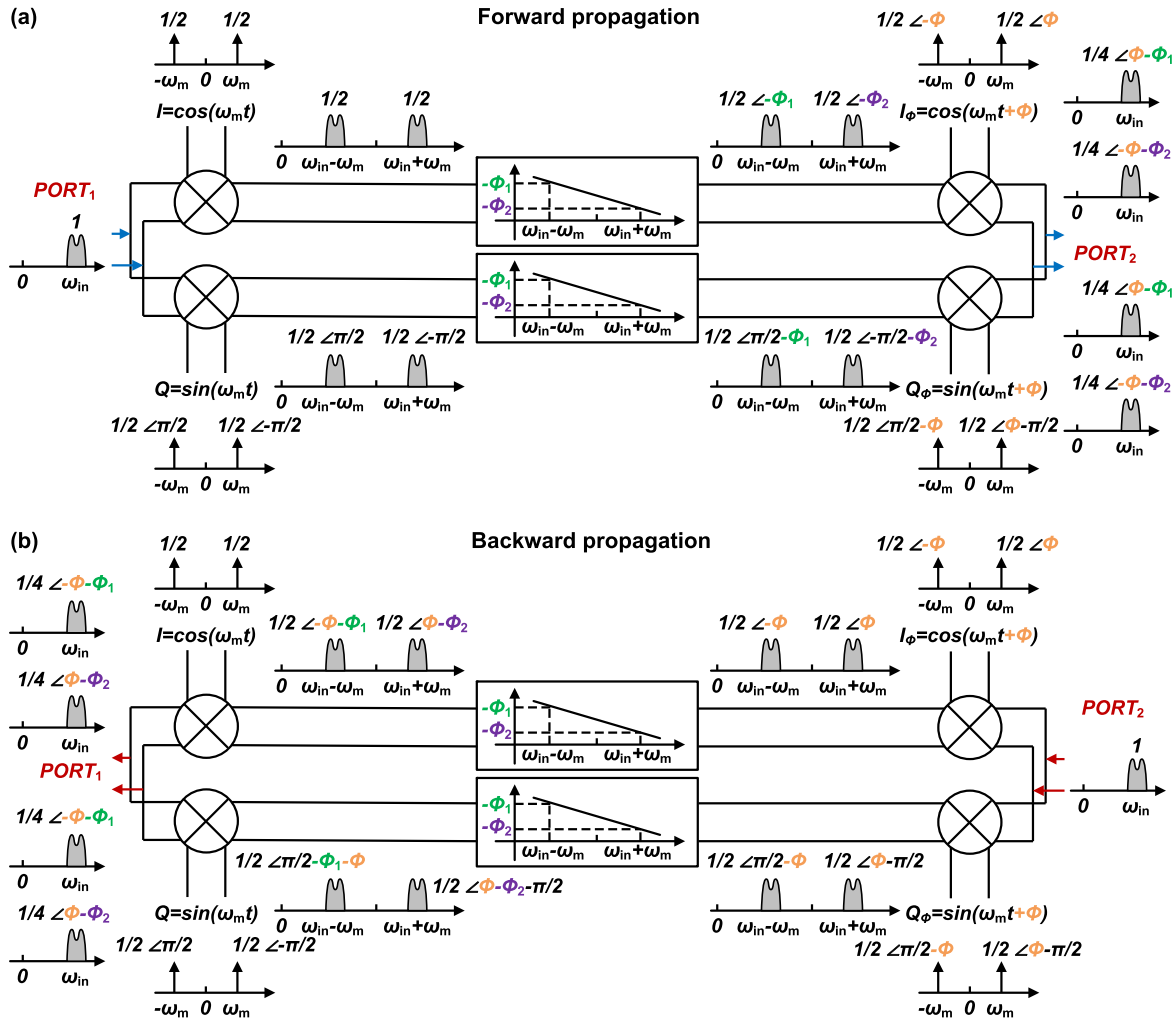 (a)
Forward propagation
1/2 1/2
-ωm 0 ωm
I=cos(ωmt)
1/2 1/2
0 ωin-ωm ωin+ωm
1/2 ∠-Φ1 1/2 ∠-Φ2
0 ωin-ωm ωin+ωm
1/2 ∠-Φ 1/2 ∠Φ
-ωm 0 ωm
IΦ=cos(ωmt+Φ)
1/4 ∠Φ-Φ1
0 ωin
1/4 ∠-Φ-Φ2
0 ωin
PORT1
1
0 ωin
-Φ1
-Φ2
ωin-ωm ωin+ωm
-Φ1
-Φ2
ωin-ωm ωin+ωm
PORT2
1/4 ∠Φ-Φ1
0 ωin
1/4 ∠-Φ-Φ2
0 ωin
1/2 ∠π/2 1/2 ∠-π/2
0 ωin-ωm ωin+ωm
1/2 ∠π/2-Φ1 1/2 ∠-π/2-Φ2
0 ωin-ωm ωin+ωm
Q=sin(ωmt)
1/2 ∠π/2 1/2 ∠-π/2
-ωm 0 ωm
QΦ=sin(ωmt+Φ)
1/2 ∠π/2-Φ 1/2 ∠Φ-π/2
-ωm 0 ωm
(b)
Backward propagation
1/4 ∠-Φ-Φ1
0 ωin
1/4 ∠Φ-Φ2
0 ωin
1/2 1/2
-ωm 0 ωm
I=cos(ωmt)
1/2 ∠-Φ-Φ1 1/2 ∠Φ-Φ2
0 ωin-ωm ωin+ωm
1/2 ∠-Φ 1/2 ∠Φ
0 ωin-ωm ωin+ωm
1/2 ∠-Φ 1/2 ∠Φ
-ωm 0 ωm
IΦ=cos(ωmt+Φ)
PORT1
-Φ1
-Φ2
ωin-ωm ωin+ωm
-Φ1
-Φ2
ωin-ωm ωin+ωm
PORT2
1
0 ωin
1/4 ∠-Φ-Φ1
0 ωin
1/4 ∠Φ-Φ2
0 ωin
1/2 ∠π/2-Φ1-Φ 1/2 ∠Φ-Φ2-π/2
0 ωin-ωm ωin+ωm
1/2 ∠π/2-Φ 1/2 ∠Φ-π/2
0 ωin-ωm ωin+ωm
Q=sin(ωmt)
1/2 ∠π/2 1/2 ∠-π/2
-ωm 0 ωm
QΦ=sin(ωmt+Φ)
1/2 ∠π/2-Φ 1/2 ∠Φ-π/2
-ωm 0 ωm